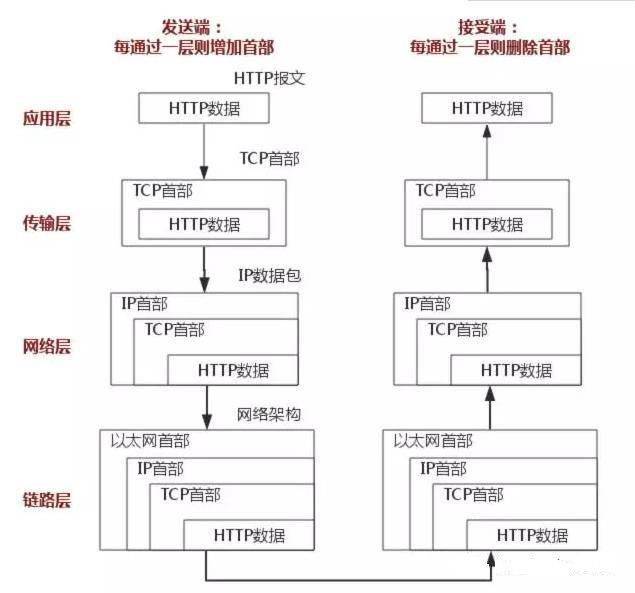 发送端：
每通过一层则增加首部
接受端：
每通过一层则删除首部
HTTP报文
应用层
HTTP数据
HTTP数据
TCP首部
传输层
TCP首部
HTTP数据
TCP首部
HTTP数据
IP数据包
网络层
IP首部
TCP首部
HTTP数据
IP首部
TCP首部
HTTP数据
网络架构
链路层
以太网首部
IP首部
TCP首部
HTTP数据
以太网首部
IP首部
TCP首部
HTTP数据